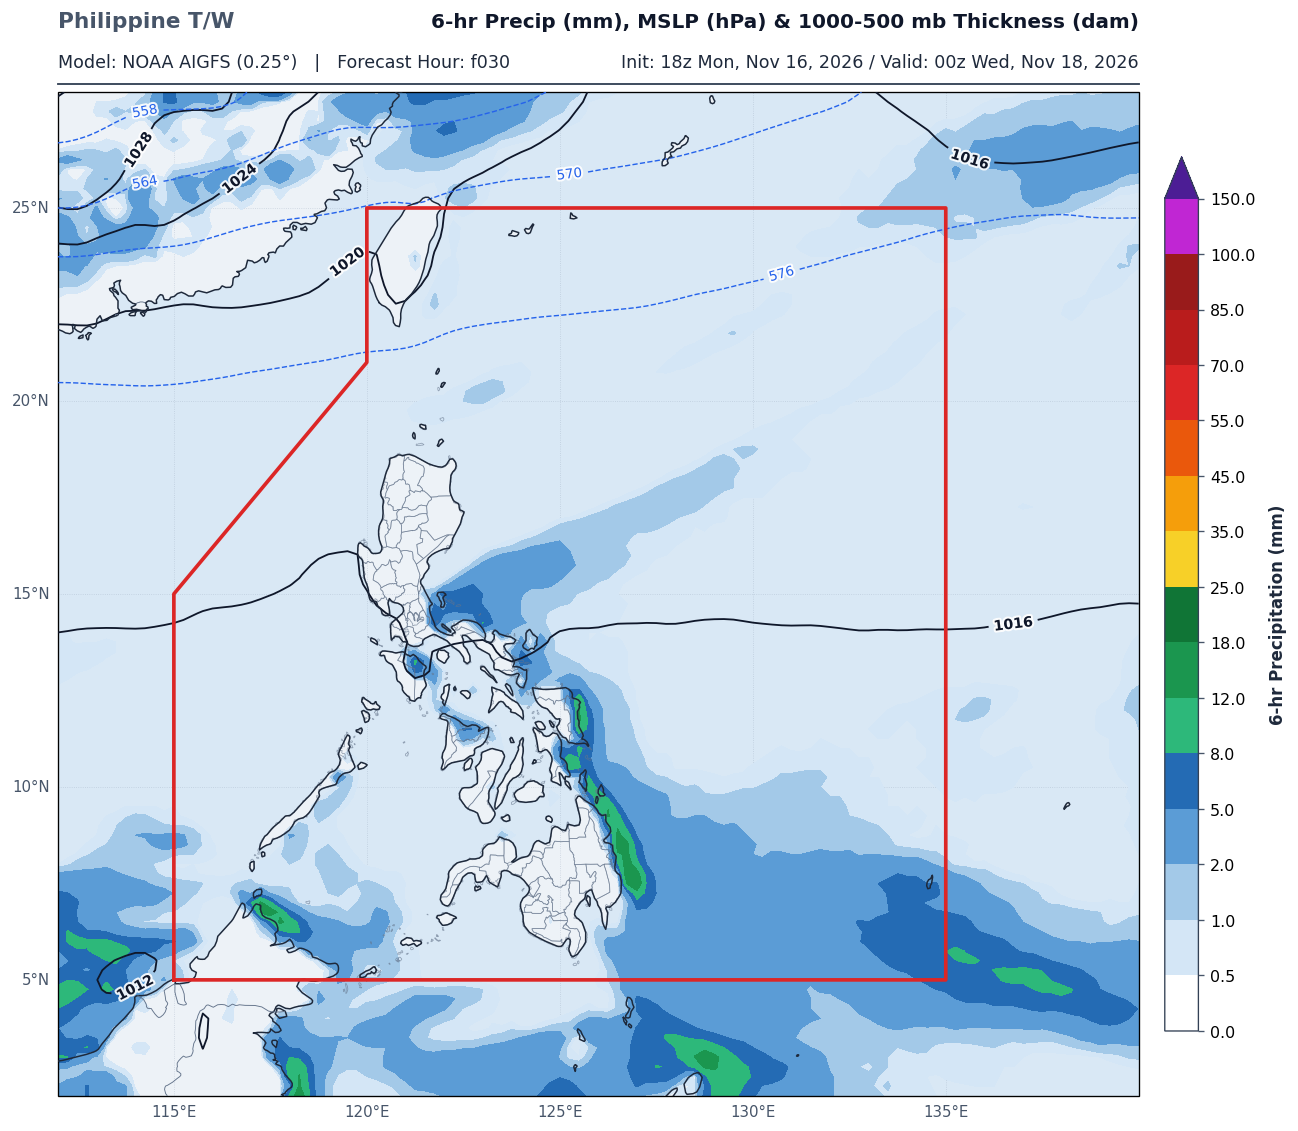 Philippine T/W
6-hr Precip (mm), MSLP (hPa) & 1000-500 mb Thickness (dam)
Model: NOAA AIGFS (0.25°) | Forecast Hour: f030
Init: 18z Mon, Nov 16, 2026 / Valid: 00z Wed, Nov 18, 2026
558
1028
564
1024
570
1016
1020
576
1016
1012
25°N
20°N
15°N
10°N
5°N
115°E
120°E
125°E
130°E
135°E
150.0
100.0
85.0
70.0
55.0
45.0
35.0
25.0
18.0
12.0
8.0
5.0
2.0
1.0
0.5
0.0
6-hr Precipitation (mm)